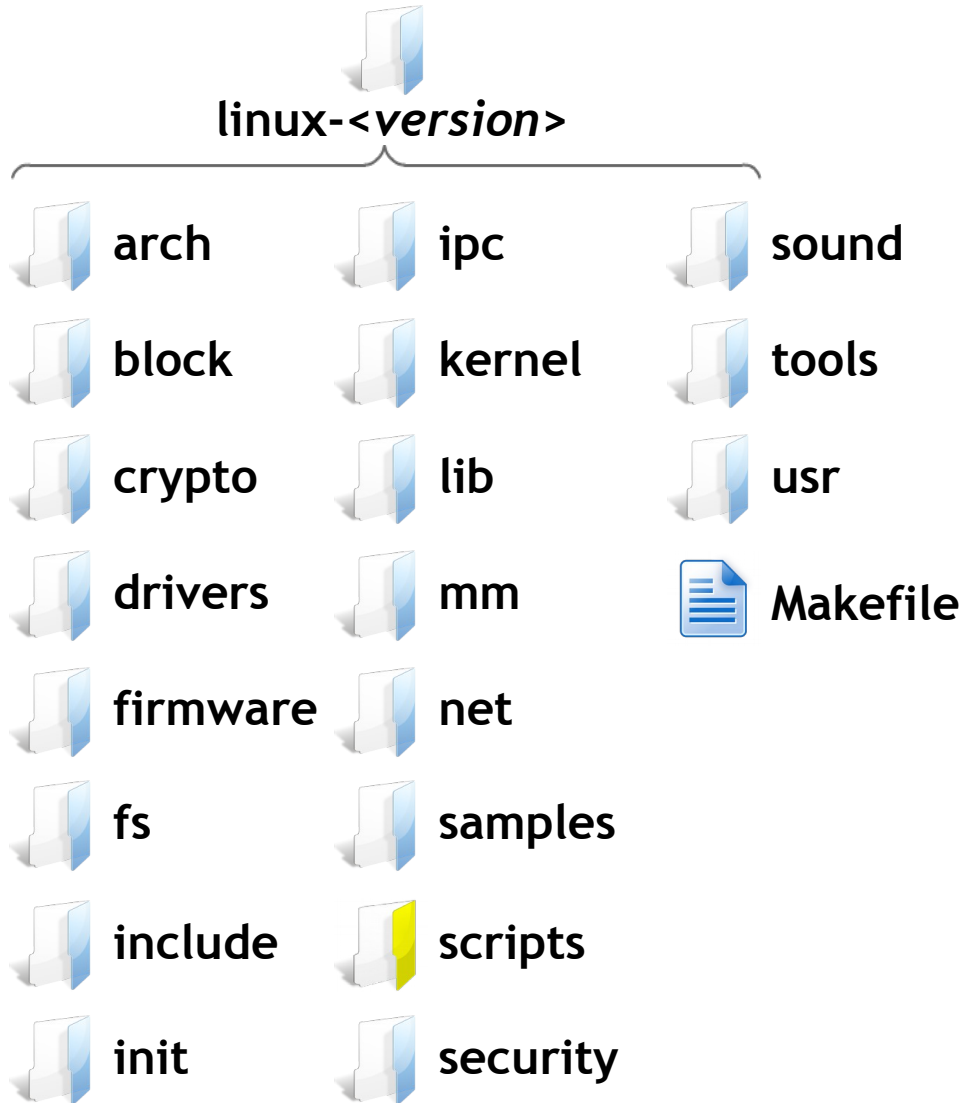 linux-<version>
arch
block
crypto
drivers
firmware
fs
include
init
ipc
kernel
lib
mm
net
samples
scripts
security
sound
tools
usr
Makefile